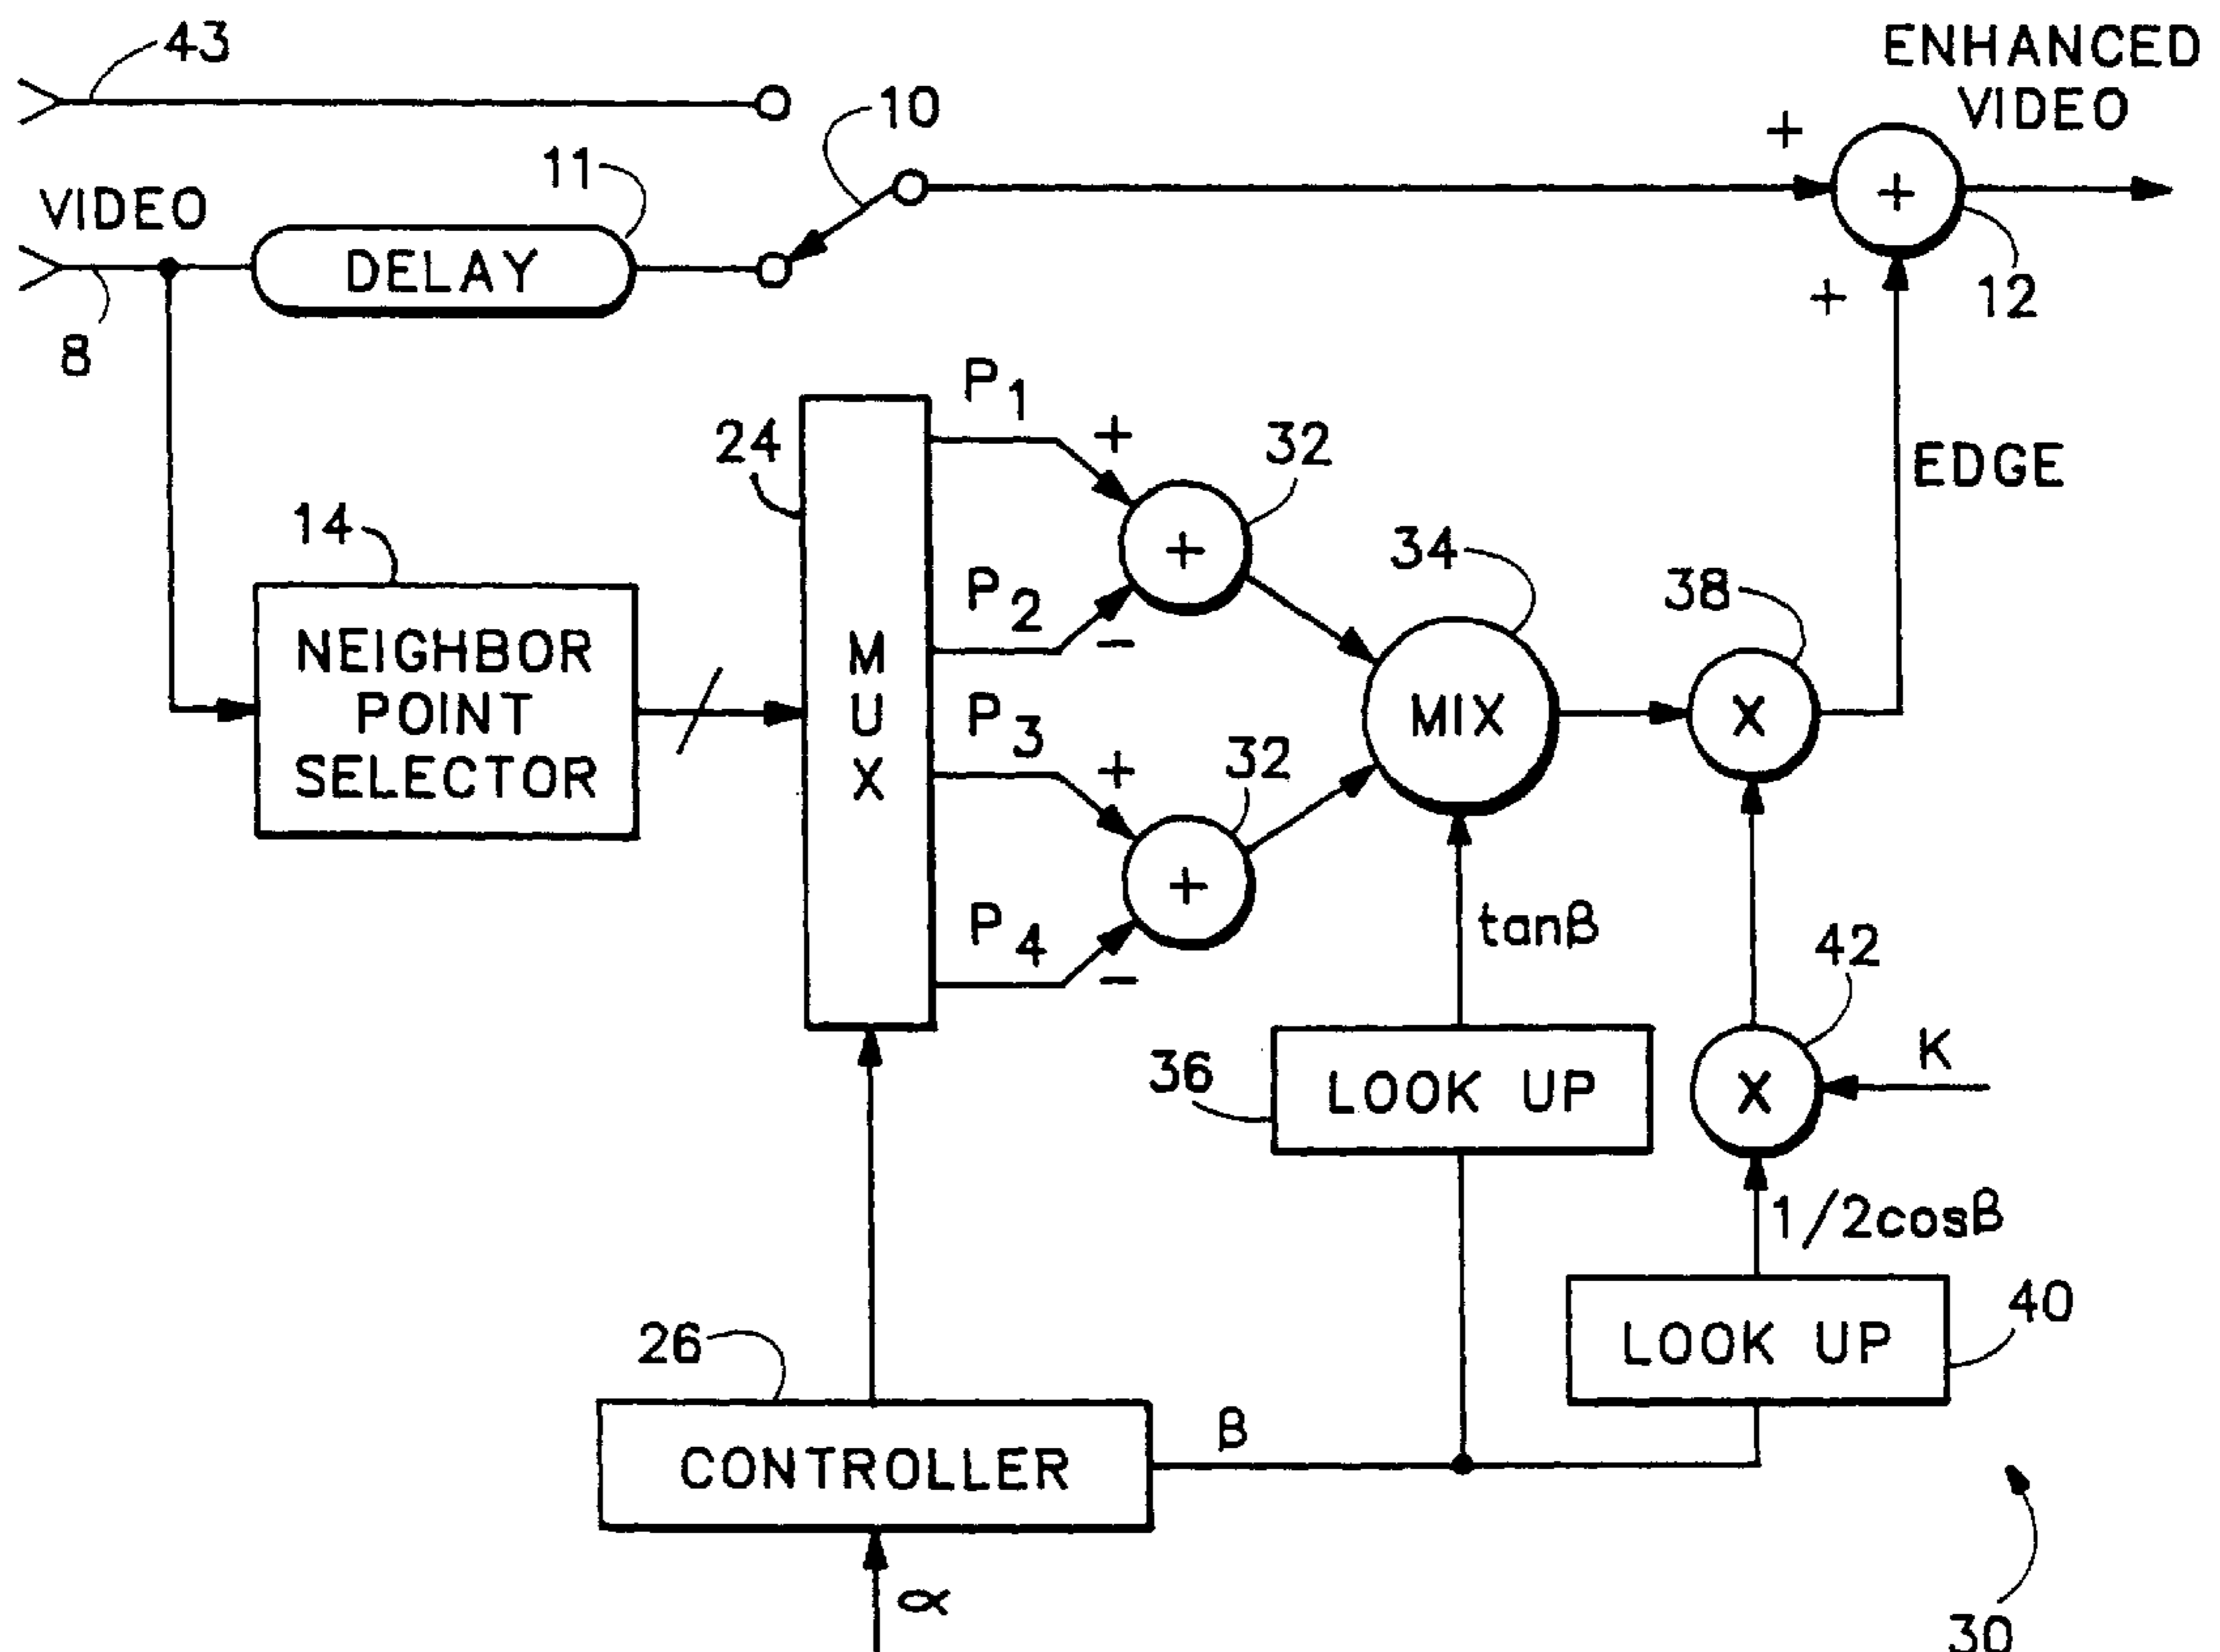 43
ENHANCED
VIDEO
10
+
11
VIDEO
+
DELAY
12
+
8
P1
+
24
32
EDGE
14
+
34
P2
38
−
NEIGHBOR
POINT
SELECTOR
M
U
X
P3
MIX
X
+
32
+
P4
tanβ
−
42
36
LOOK UP
K
X
1/2cosβ
40
26
LOOK UP
β
CONTROLLER
α
30